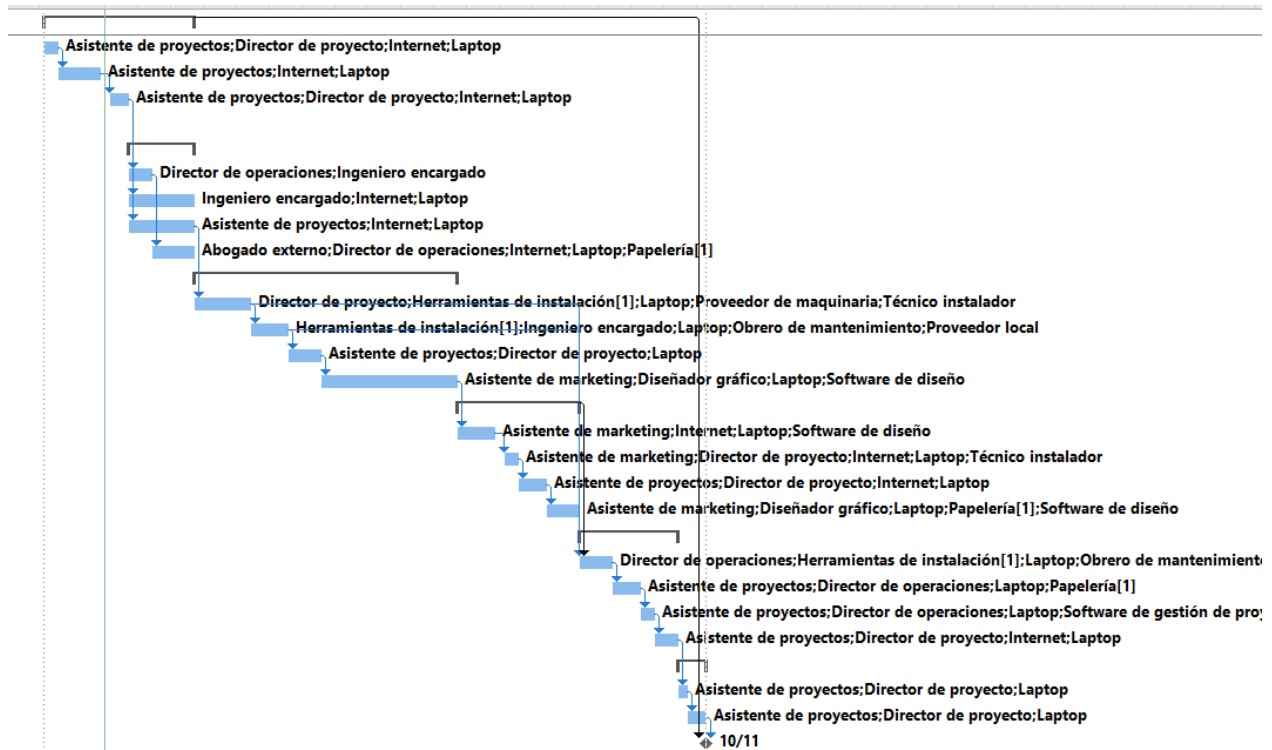 Asistente de proyectos;Director de proyecto;Internet;Laptop
Asistente de proyectos;Internet;Laptop
Asistente de proyectos;Director de proyecto;Internet;Laptop
Director de operaciones;Ingeniero encargado
Ingeniero encargado;Internet;Laptop
Asistente de proyectos;Internet;Laptop
Abogado externo;Director de operaciones;Internet;Laptop;Papelería[1]
Director de proyecto;Herramientas de instalación[1];Laptop;Proveedor de maquinaria;Técnico instalador
Herramientas de instalación[1];Ingeniero encargado;Laptop;Obrero de mantenimiento;Proveedor local
Asistente de proyectos;Director de proyecto;Laptop
Asistente de marketing;Diseñador gráfico;Laptop;Software de diseño
Asistente de marketing;Internet;Laptop;Software de diseño
Asistente de marketing;Director de proyecto;Internet;Laptop;Técnico instalador
Asistente de proyectos;Director de proyecto;Internet;Laptop
Asistente de marketing;Diseñador gráfico;Laptop;Papelería[1];Software de diseño
Director de operaciones;Herramientas de instalación[1];Laptop;Obrero de mantenimiento
Asistente de proyectos;Director de operaciones;Laptop;Papelería[1]
Asistente de proyectos;Director de operaciones;Laptop;Software de gestión de pro
Asistente de proyectos;Director de proyecto;Internet;Laptop
Asistente de proyectos;Director de proyecto;Laptop
Asistente de proyectos;Director de proyecto;Laptop
10/11